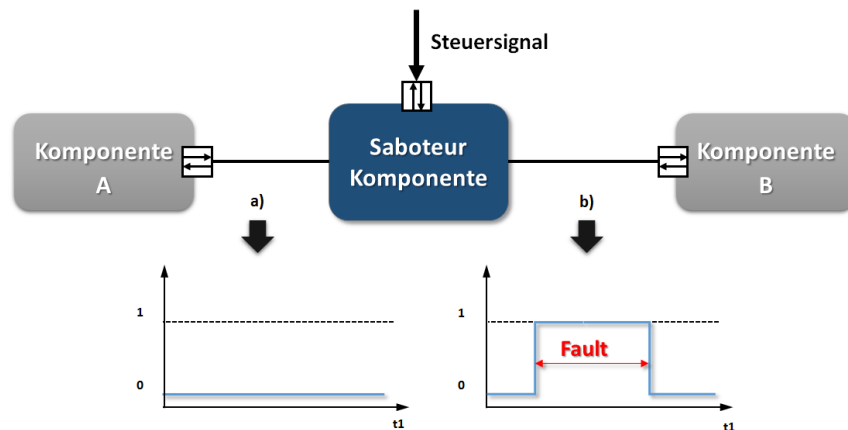 Steuersignal
Komponente
A
Saboteur
Komponente
Komponente
B
a)
b)
1
0
t1
1
Fault
0
t1